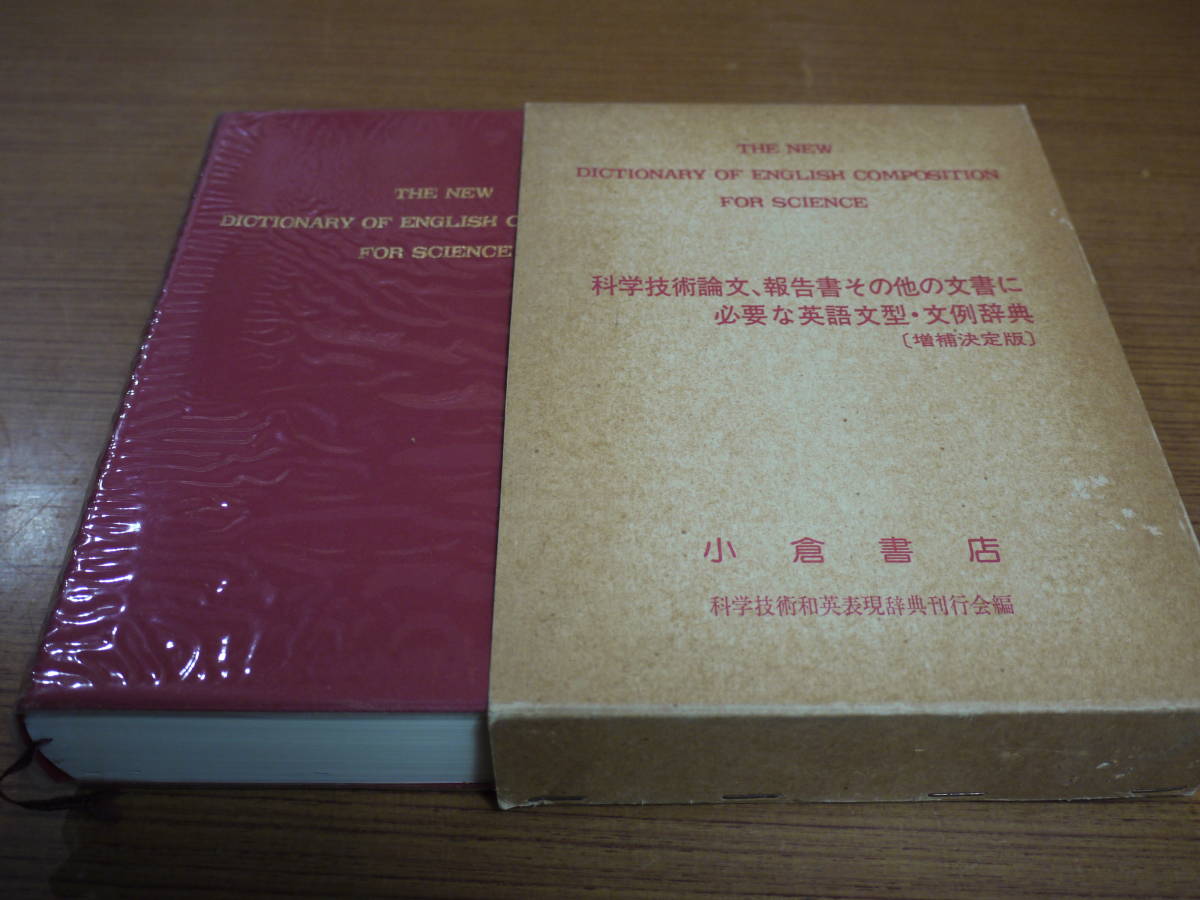 THE NEW
DICTIONARY OF ENGLISH C
FOR SCIENCE
THE NEW
DICTIONARY OF ENGLISH COMPOSITION
FOR SCIENCE
科学技術論文、報告書その他の文書に
必要な英語文型・文例辞典
〔増補決定版〕
小倉書店
科学技術和英表現辞典刊行会編